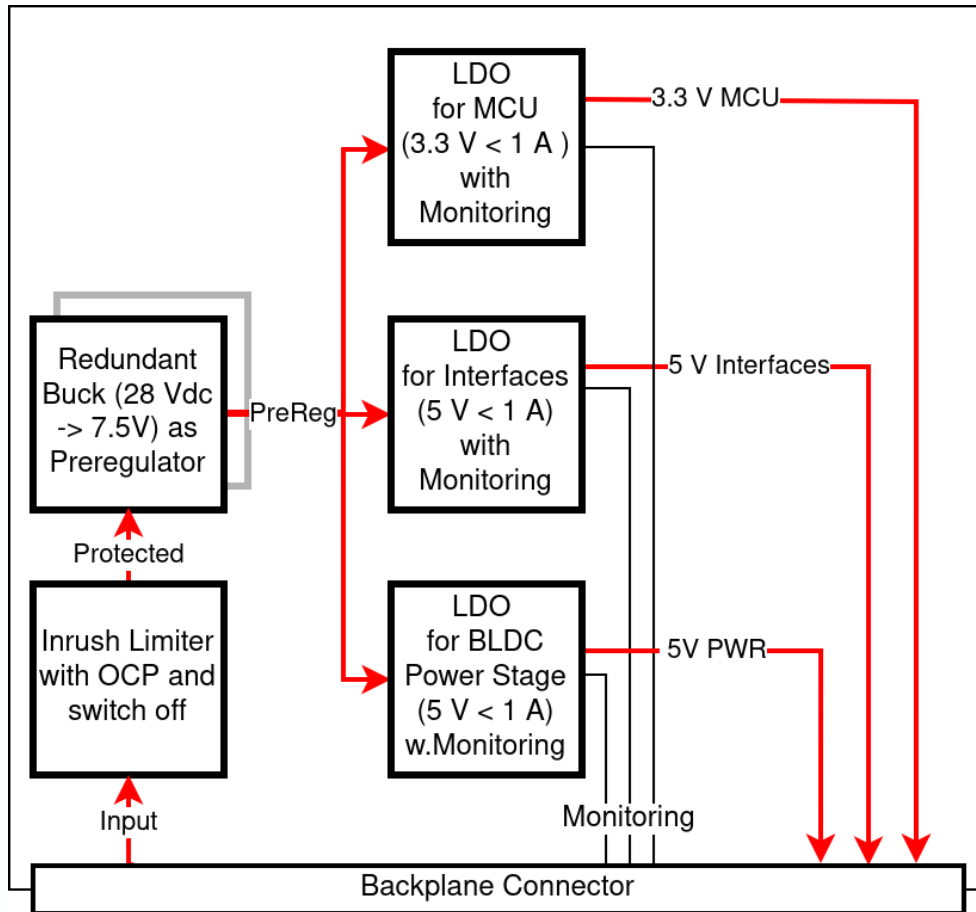 LDO
for MCU
(3.3 V < 1 A )
with
Monitoring
3.3 V MCU
Redundant
Buck (28 Vdc
-> 7.5V) as
Preregulator
PreReg
LDO
for Interfaces
(5 V < 1 A)
with
Monitoring
5 V Interfaces
Protected
Inrush Limiter
with OCP and
switch off
LDO
for BLDC
Power Stage
(5 V < 1 A)
w.Monitoring
5V PWR
Input
Monitoring
Backplane Connector